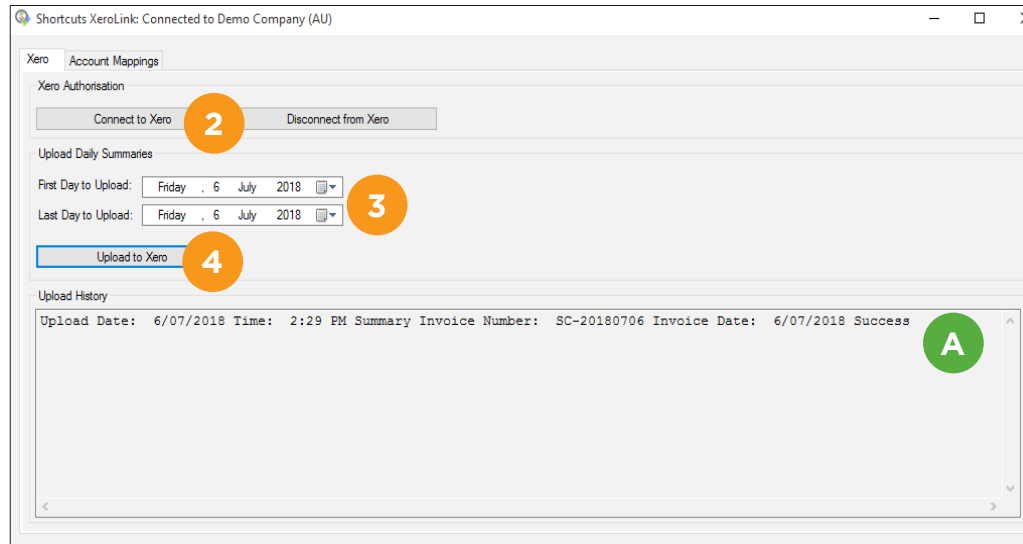 Shortcuts XeroLink: Connected to Demo Company (AU)
Xero Account Mappings
Xero Authorisation
Connect to Xero 2 Disconnect from Xero
Upload Daily Summaries
First Day to Upload: Friday , 6 July 2018
3
Last Day to Upload: Friday , 6 July 2018
Upload to Xero 4
Upload History
Upload Date: 6/07/2018 Time: 2:29 PM Summary Invoice Number: SC-20180706 Invoice Date: 6/07/2018 Success
A